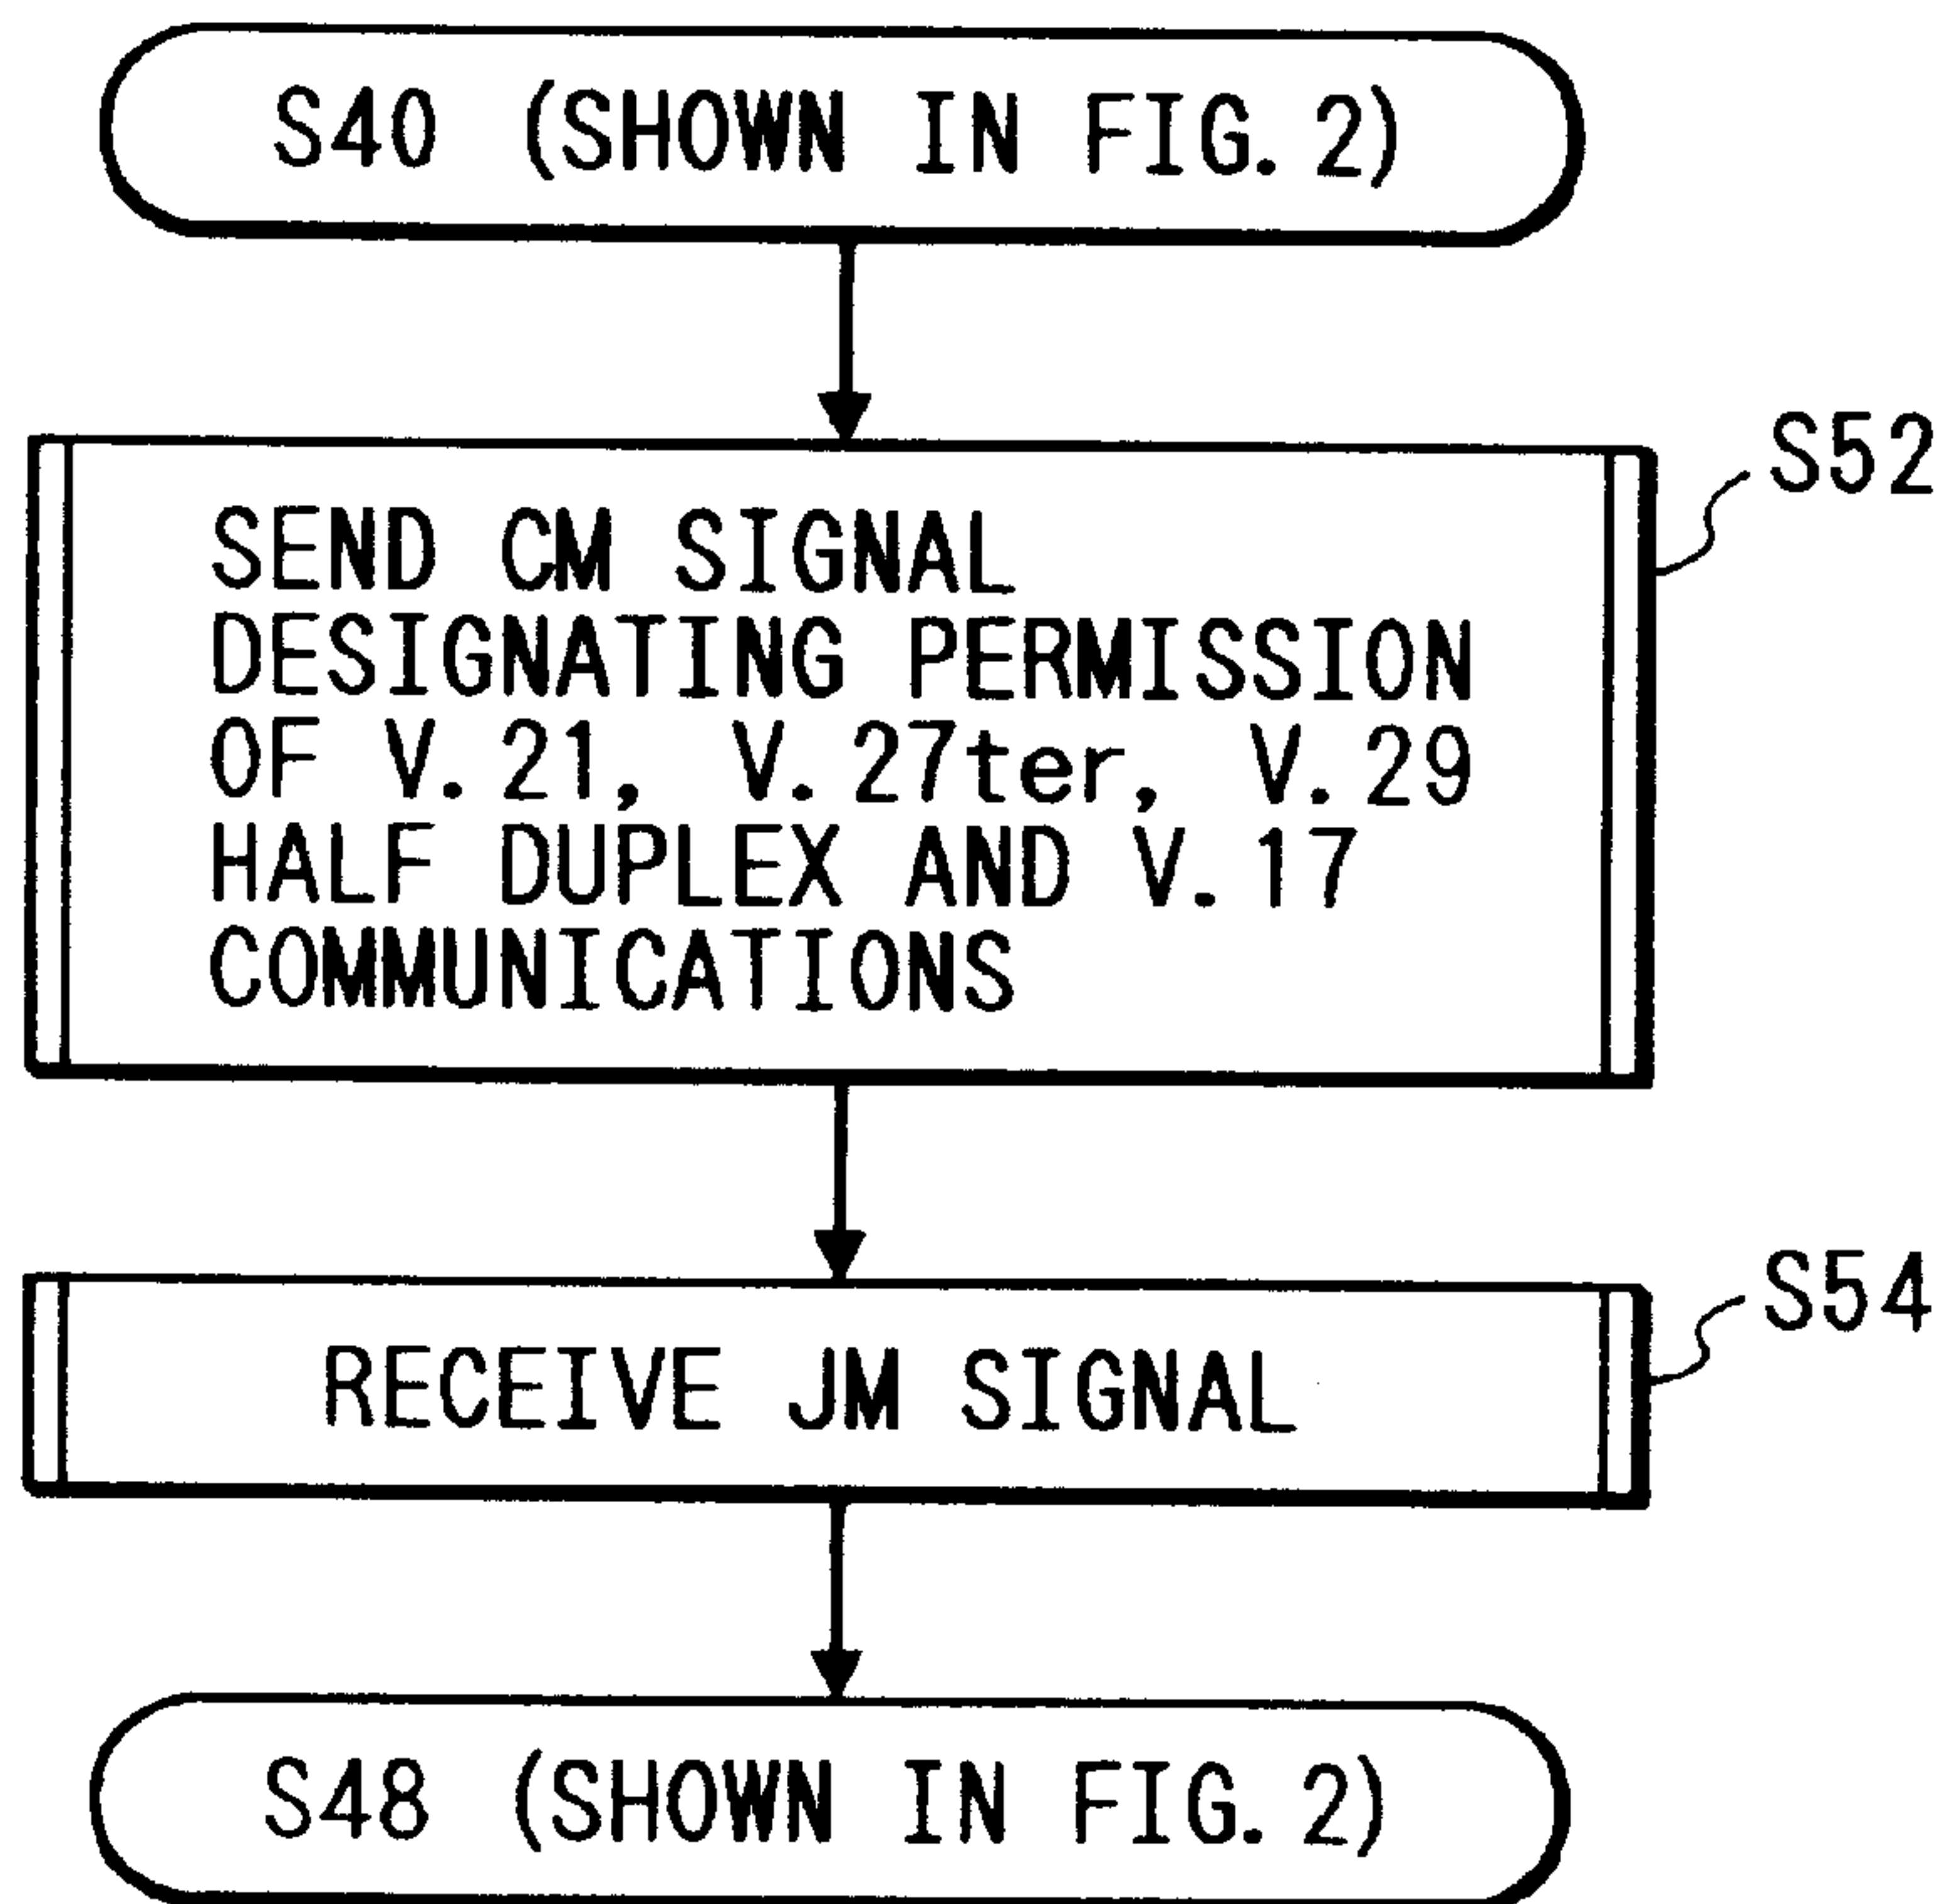 S40 (SHOWN IN FIG. 2)
S52
SEND CM SIGNAL
DESIGNATING PERMISSION
OF V.21, V.27ter, V.29
HALF DUPLEX AND V.17
COMMUNICATIONS
S54
RECEIVE JM SIGNAL
S48 (SHOWN IN FIG. 2)